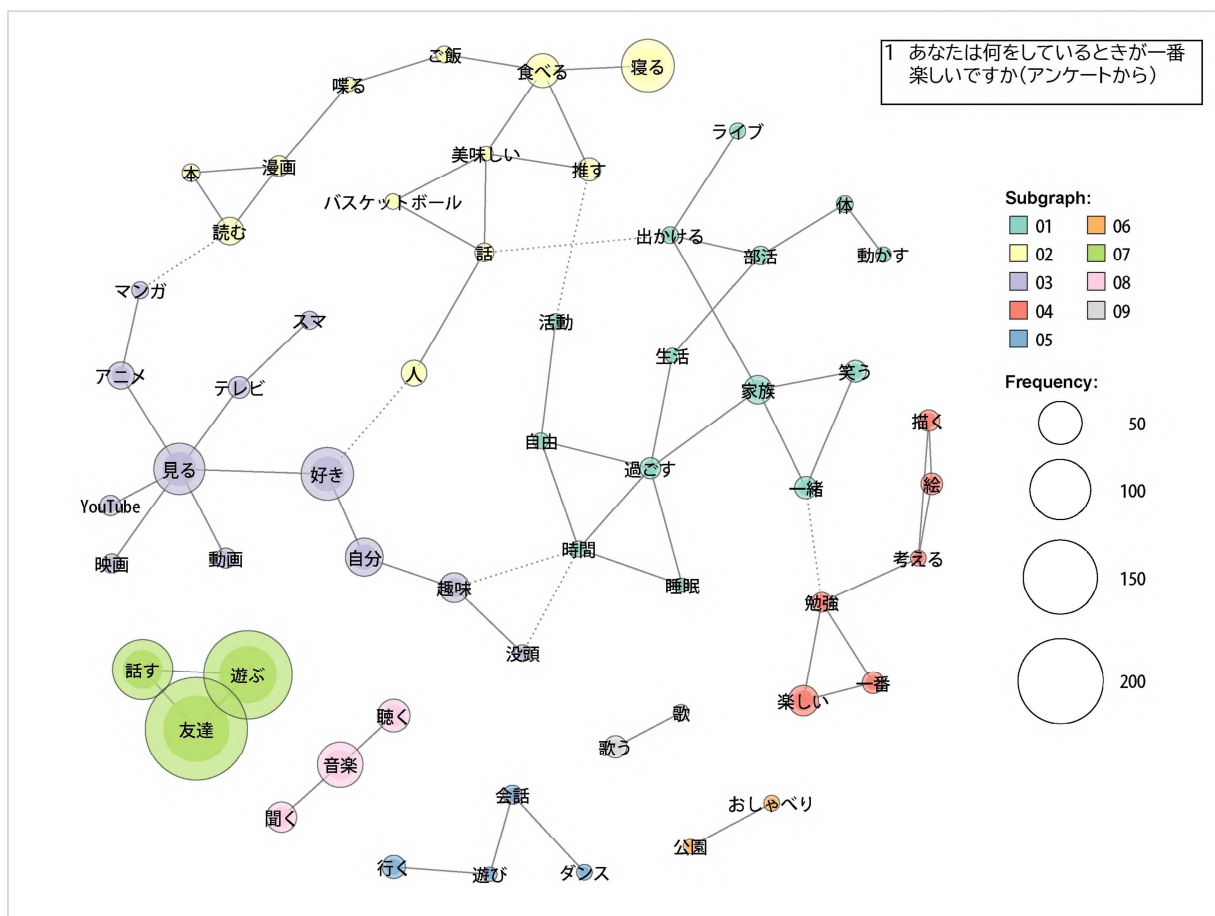 1 あなたは何をしているときが一番
楽しいですか(アンケートから)
ご飯
食べる
寝る
喋る
ライブ
美味しい
推す
本
漫画
バスケットボール
体
読む
出かける
部活
動かす
話
マンガ
スマ
活動
生活
アニメ
テレビ
人
家族
笑う
描く
自由
見る
好き
過ごす
一緒
絵
YouTube
映画
動画
自分
時間
考える
趣味
睡眠
勉強
没頭
話す
遊ぶ
友達
一番
楽しい
聴く
歌
歌う
音楽
聞く
会話
おしゃべり
公園
行く
遊び
ダンス
Subgraph:
01 06
02 07
03 08
04 09
05
Frequency:
50
100
150
200